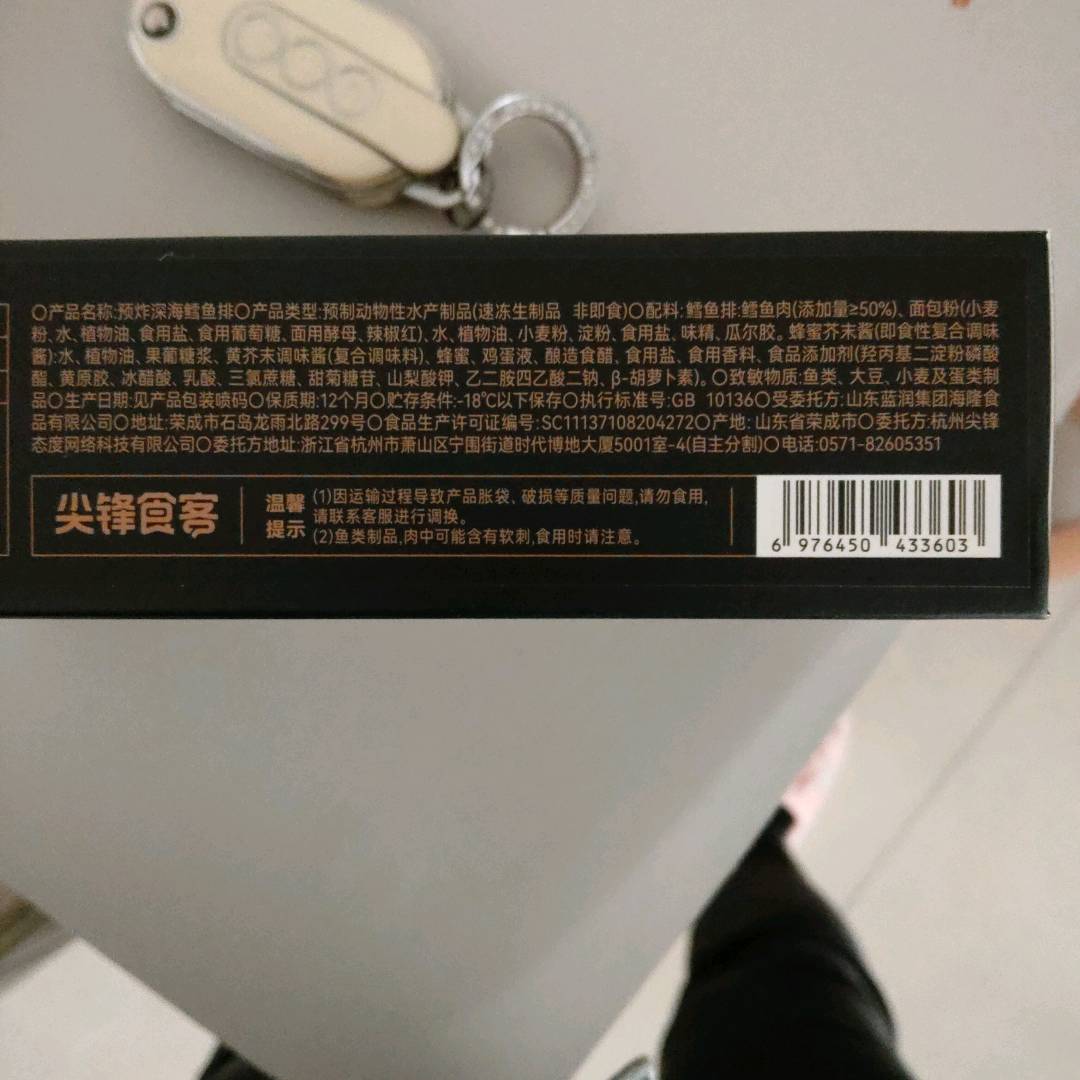 ○产品名称:预炸深海鳕鱼排○产品类型:预制动物性水产制品(速冻生制品 非即食)○配料:鳕鱼排:鳕鱼肉(添加量≥50%)、面包粉(小麦
粉、水、植物油、食用盐、食用葡萄糖、面用酵母、辣椒红)、水、植物油、小麦粉、淀粉、食用盐、味精、瓜尔胶。蜂蜜芥末酱(即食性复合调味
酱):水、植物油、果葡糖浆、黄芥末调味酱(复合调味料)、蜂蜜、鸡蛋液、酿造食醋、食用盐、食用香料、食品添加剂(羟丙基二淀粉磷酸
酯、黄原胶、冰醋酸、乳酸、三氯蔗糖、甜菊糖苷、山梨酸钾、乙二胺四乙酸二钠、β-胡萝卜素)。○致敏物质:鱼类、大豆、小麦及蛋类制
品○生产日期:见产品包装喷码○保质期:12个月○贮存条件:-18℃以下保存○执行标准号:GB 10136○受委托方:山东蓝润集团海隆食
品有限公司○地址:荣成市石岛龙雨北路299号○食品生产许可证编号:SC11137108204272○产地:山东省荣成市○委托方:杭州尖锋
态度网络科技有限公司○委托方地址:浙江省杭州市萧山区宁围街道时代博地大厦5001室-4(自主分割)○电话:0571-82605351
尖锋食客
温馨
提示
(1)因运输过程导致产品胀袋、破损等质量问题,请勿食用,
请联系客服进行调换。
(2)鱼类制品,肉中可能含有软刺,食用时请注意。
6 976450 433603